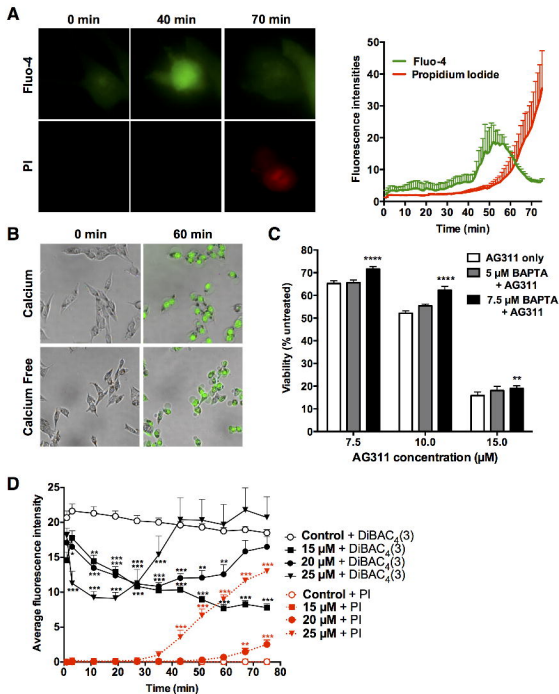 A
0 min 40 min 70 min
Fluo-4
PI
Fluorescence intensities
50
40
30
20
10
0
Fluo-4
Propidium Iodide
0 10 20 30 40 50 60 70
Time (min)
B
0 min 60 min
Calcium
Calcium Free
C
Viability (% untreated)
80
70
60
50
40
30
20
10
0
AG311 only
5 µM BAPTA
+ AG311
7.5 µM BAPTA
+ AG311
****
****
**
7.5 10.0 15.0
AG311 concentration (µM)
D
Average fluorescence intensity
25
20
15
10
5
0
0 5 10 15 20 25 30 35 40 45 50 55 60 65 70 75 80
Time (min)
Control + DiBAC4(3)
15 µM + DiBAC4(3)
20 µM + DiBAC4(3)
25 µM + DiBAC4(3)
Control + PI
15 µM + PI
20 µM + PI
25 µM + PI